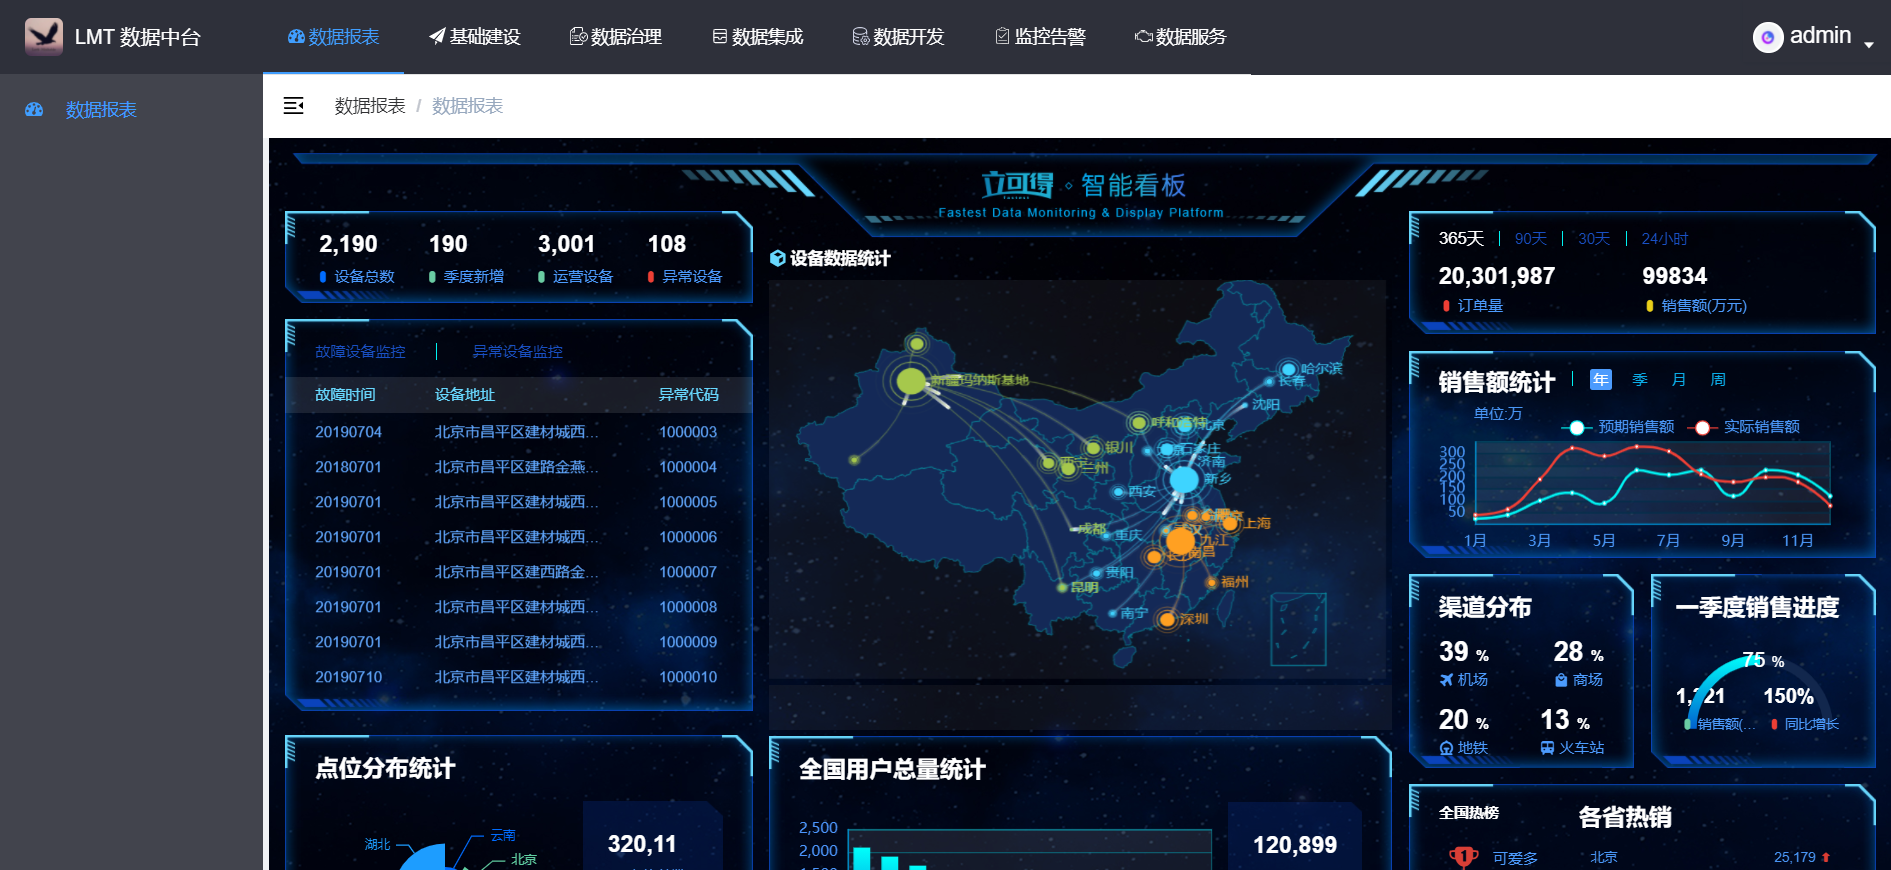 LMT 数据中台
数据报表 基础建设 数据治理 数据集成 数据开发 监控告警 数据服务
admin
数据报表
数据报表 / 数据报表
立可得 智能看板
Fastest Data Monitoring & Display Platform
2,190 190 3,001 108
设备总数 季度新增 运营设备 异常设备
故障设备监控 异常设备监控
故障时间 设备地址 异常代码
20190704 北京市昌平区建材城西... 1000003
20180701 北京市昌平区建路金燕... 1000004
20190701 北京市昌平区建材城西... 1000005
20190701 北京市昌平区建材城西... 1000006
20190701 北京市昌平区建西路金... 1000007
20190701 北京市昌平区建材城西... 1000008
20190701 北京市昌平区建材城西... 1000009
20190710 北京市昌平区建材城西... 1000010
点位分布统计
湖北
云南
北京
320,11
设备数据统计
新疆玛纳斯基地
哈尔滨
长春
沈阳
呼和浩特
北京
银川
石家庄
西宁
兰州
济南
新乡
西安
成都
重庆
上海
九江
南昌
贵阳
昆明
福州
南宁
深圳
全国用户总量统计
2,500
2,000
120,899
365天 90天 30天 24小时
20,301,987 99834
订单量 销售额(万元)
销售额统计 年 季 月 周
单位:万
预期销售额 实际销售额
300
250
200
150
100
50
1月 3月 5月 7月 9月 11月
渠道分布
39 % 28 %
机场 商场
20 % 13 %
地铁 火车站
一季度销售进度
75 %
1,321 150%
销售额(... 同比增长
全国热榜 各省热销
1 可爱多 北京 25,179